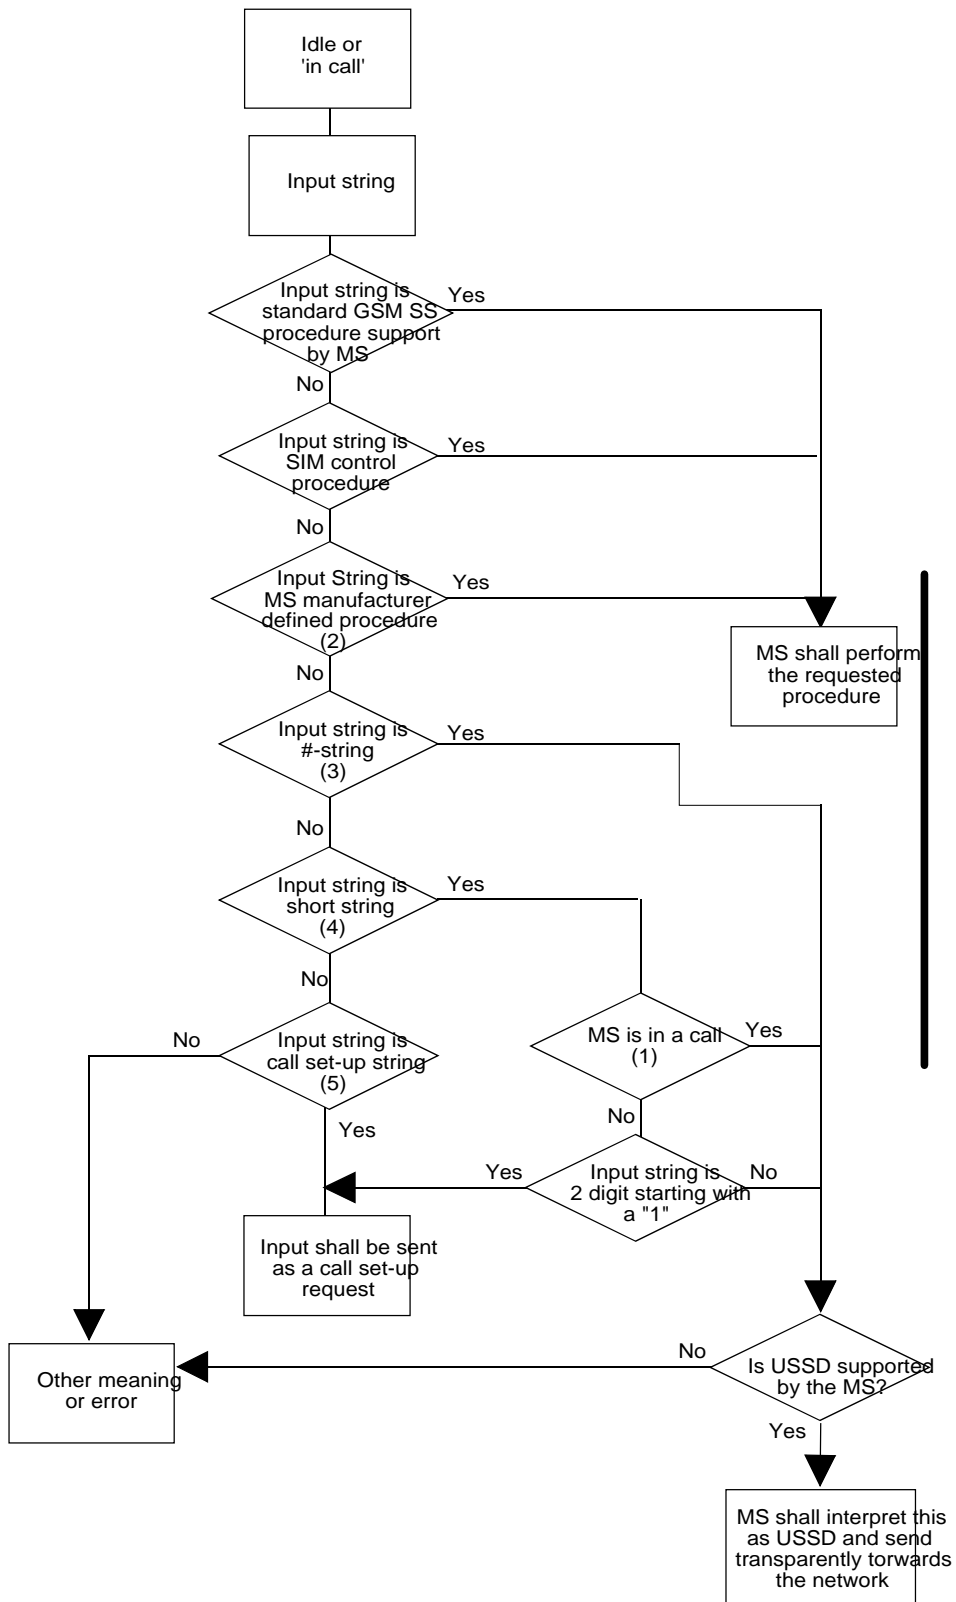 Idle or
'in call'
Input string
Input string is
standard GSM SS
procedure support
by MS
Yes
No
Input string is
SIM control
procedure
Yes
No
Input String is
MS manufacturer
defined procedure
(2)
Yes
MS shall perform
the requested
procedure
No
Input string is
#-string
(3)
Yes
No
Input string is
short string
(4)
Yes
No
No
Input string is
call set-up string
(5)
MS is in a call
(1)
Yes
No
Yes
Yes
Input string is
2 digit starting with
a "1"
No
Input shall be sent
as a call set-up
request
No
Is USSD supported
by the MS?
Other meaning
or error
Yes
MS shall interpret this
as USSD and send
transparently torwards
the network